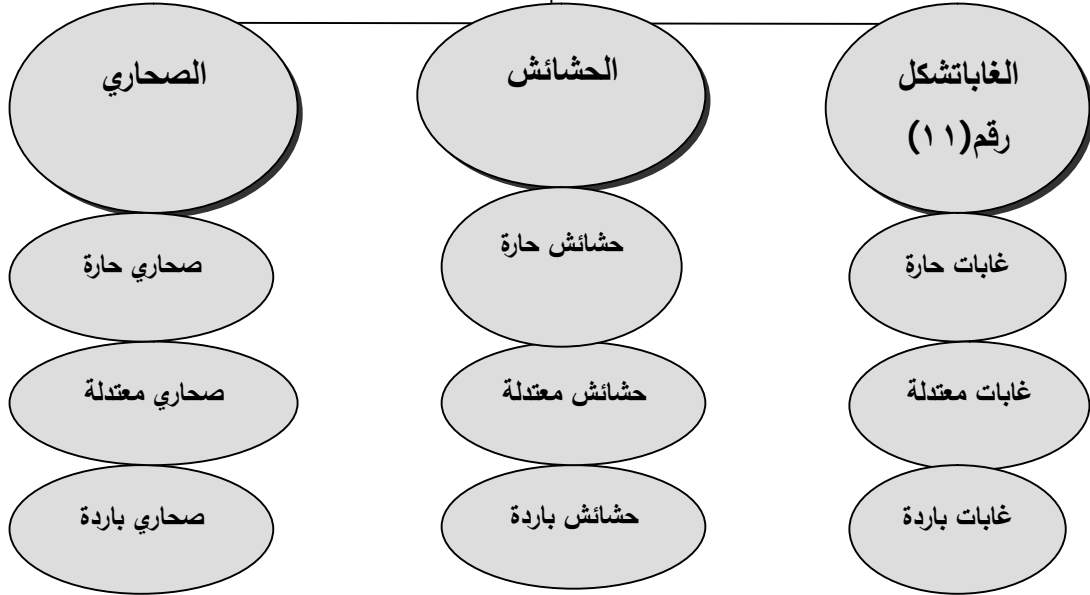 الغاباتشكل
رقم(١١)
الحشائش
الصحاري
غابات حارة
حشائش حارة
صحاري حارة
غابات معتدلة
حشائش معتدلة
صحاري معتدلة
غابات باردة
حشائش باردة
صحاري باردة